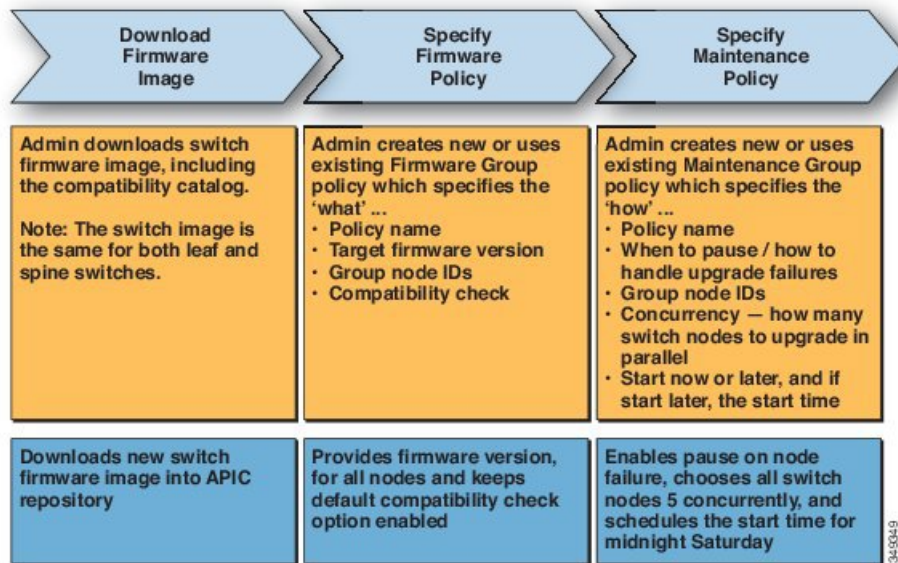 Download
Firmware
Image
Specify
Firmware
Policy
Specify
Maintenance
Policy
Admin downloads switch
firmware image, including
the compatibility catalog.
Note: The switch image is
the same for both leaf and
spine switches.
Admin creates new or uses
existing Firmware Group
policy which specifies the
‘what’ ...
• Policy name
• Target firmware version
• Group node IDs
• Compatibility check
Admin creates new or uses
existing Maintenance Group
policy which specifies the
‘how’ ...
• Policy name
• When to pause / how to
handle upgrade failures
• Group node IDs
• Concurrency — how many
switch nodes to upgrade in
parallel
• Start now or later, and if
start later, the start time
Downloads new switch
firmware image into APIC
repository
Provides firmware version,
for all nodes and keeps
default compatibility check
option enabled
Enables pause on node
failure, chooses all switch
nodes 5 concurrently, and
schedules the start time for
midnight Saturday
349349